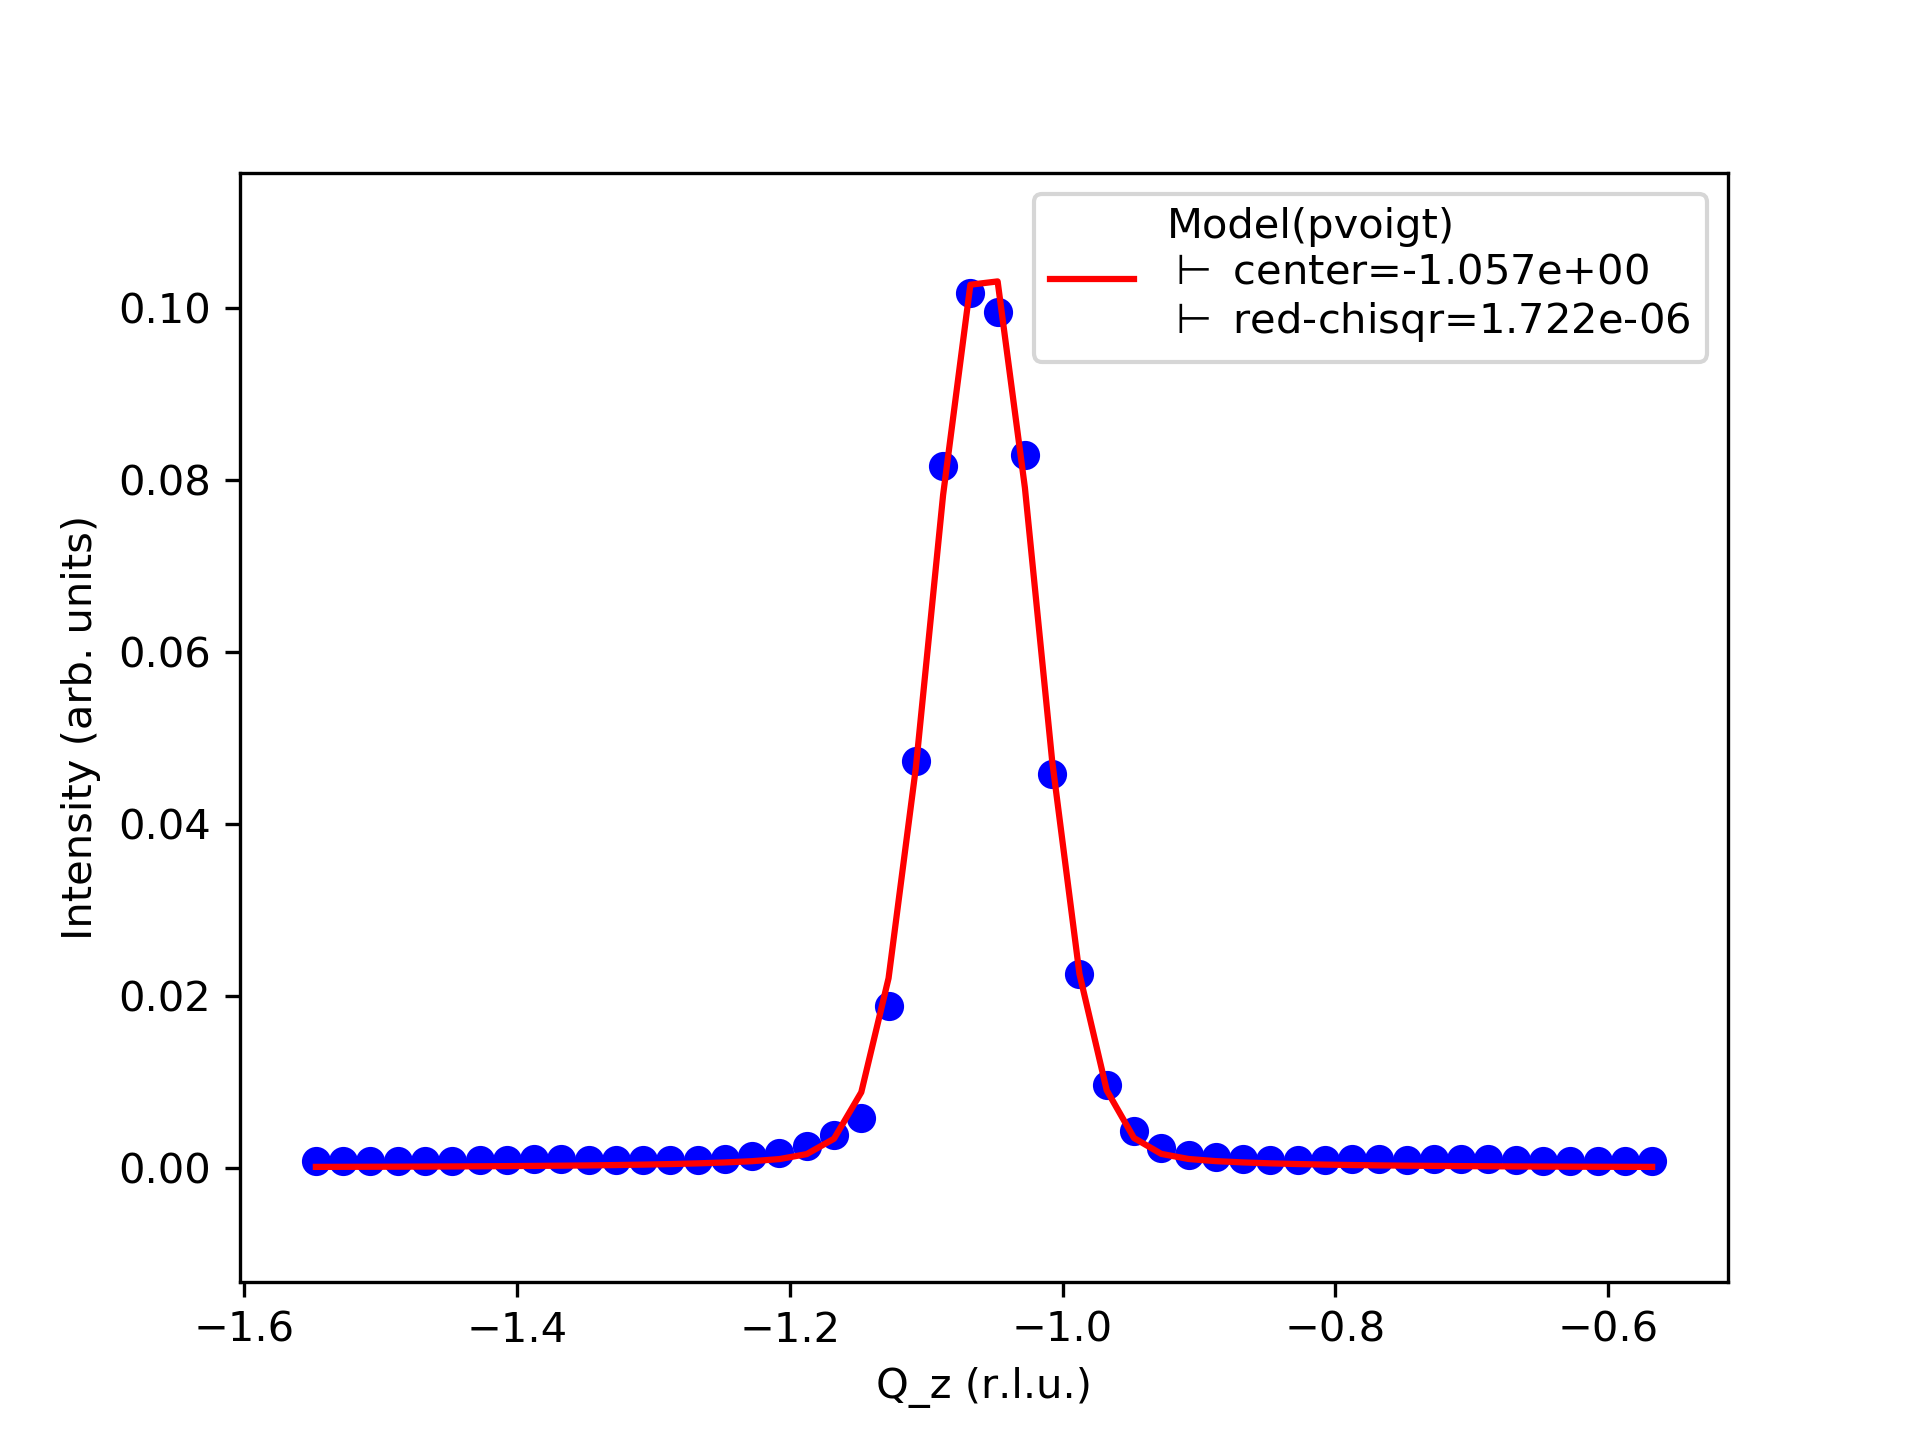 Model(pvoigt)
⊢ center=-1.057e+00
⊢ red-chisqr=1.722e-06
0.10
0.08
0.06
0.04
0.02
0.00
Intensity (arb. units)
−1.6 −1.4 −1.2 −1.0 −0.8 −0.6
Q_z (r.l.u.)